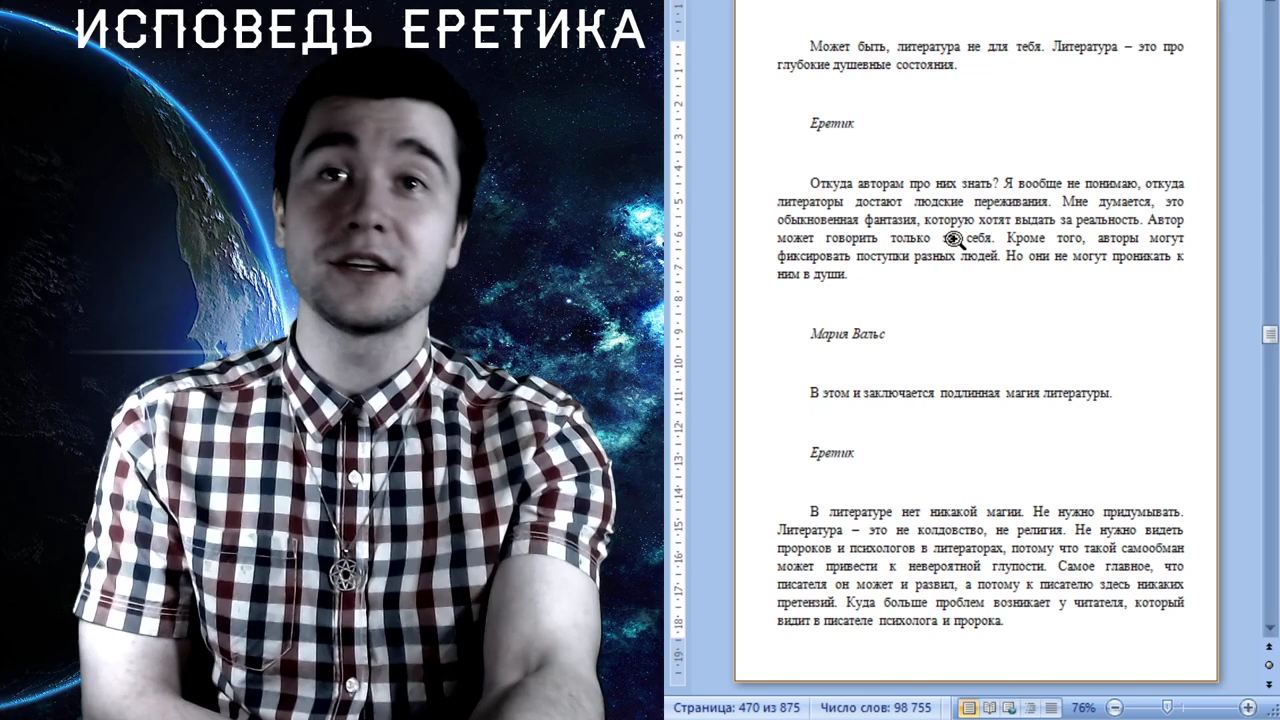 ИСПОВЕДЬ ЕРЕТИКА
Может быть, литература не для тебя. Литература – это про
глубокие душевные состояния.
Еретик
Откуда авторам про них знать? Я вообще не понимаю, откуда
литераторы достают людские переживания. Мне думается, это
обыкновенная фантазия, которую хотят выдать за реальность. Автор
может говорить только себя. Кроме того, авторы могут
фиксировать поступки разных людей. Но они не могут проникать к
ним в души.
Мария Вальс
В этом и заключается подлинная магия литературы.
Еретик
В литературе нет никакой магии. Не нужно придумывать.
Литература – это не колдовство, не религия. Не нужно видеть
пророков и психологов в литераторах, потому что такой самообман
может привести к невероятной глупости. Самое главное, что
писателя он может и развил, а потому к писателю здесь никаких
претензий. Куда больше проблем возникает у читателя, который
видит в писателе психолога и пророка.
Страница: 470 из 875 Число слов: 98 755 76%